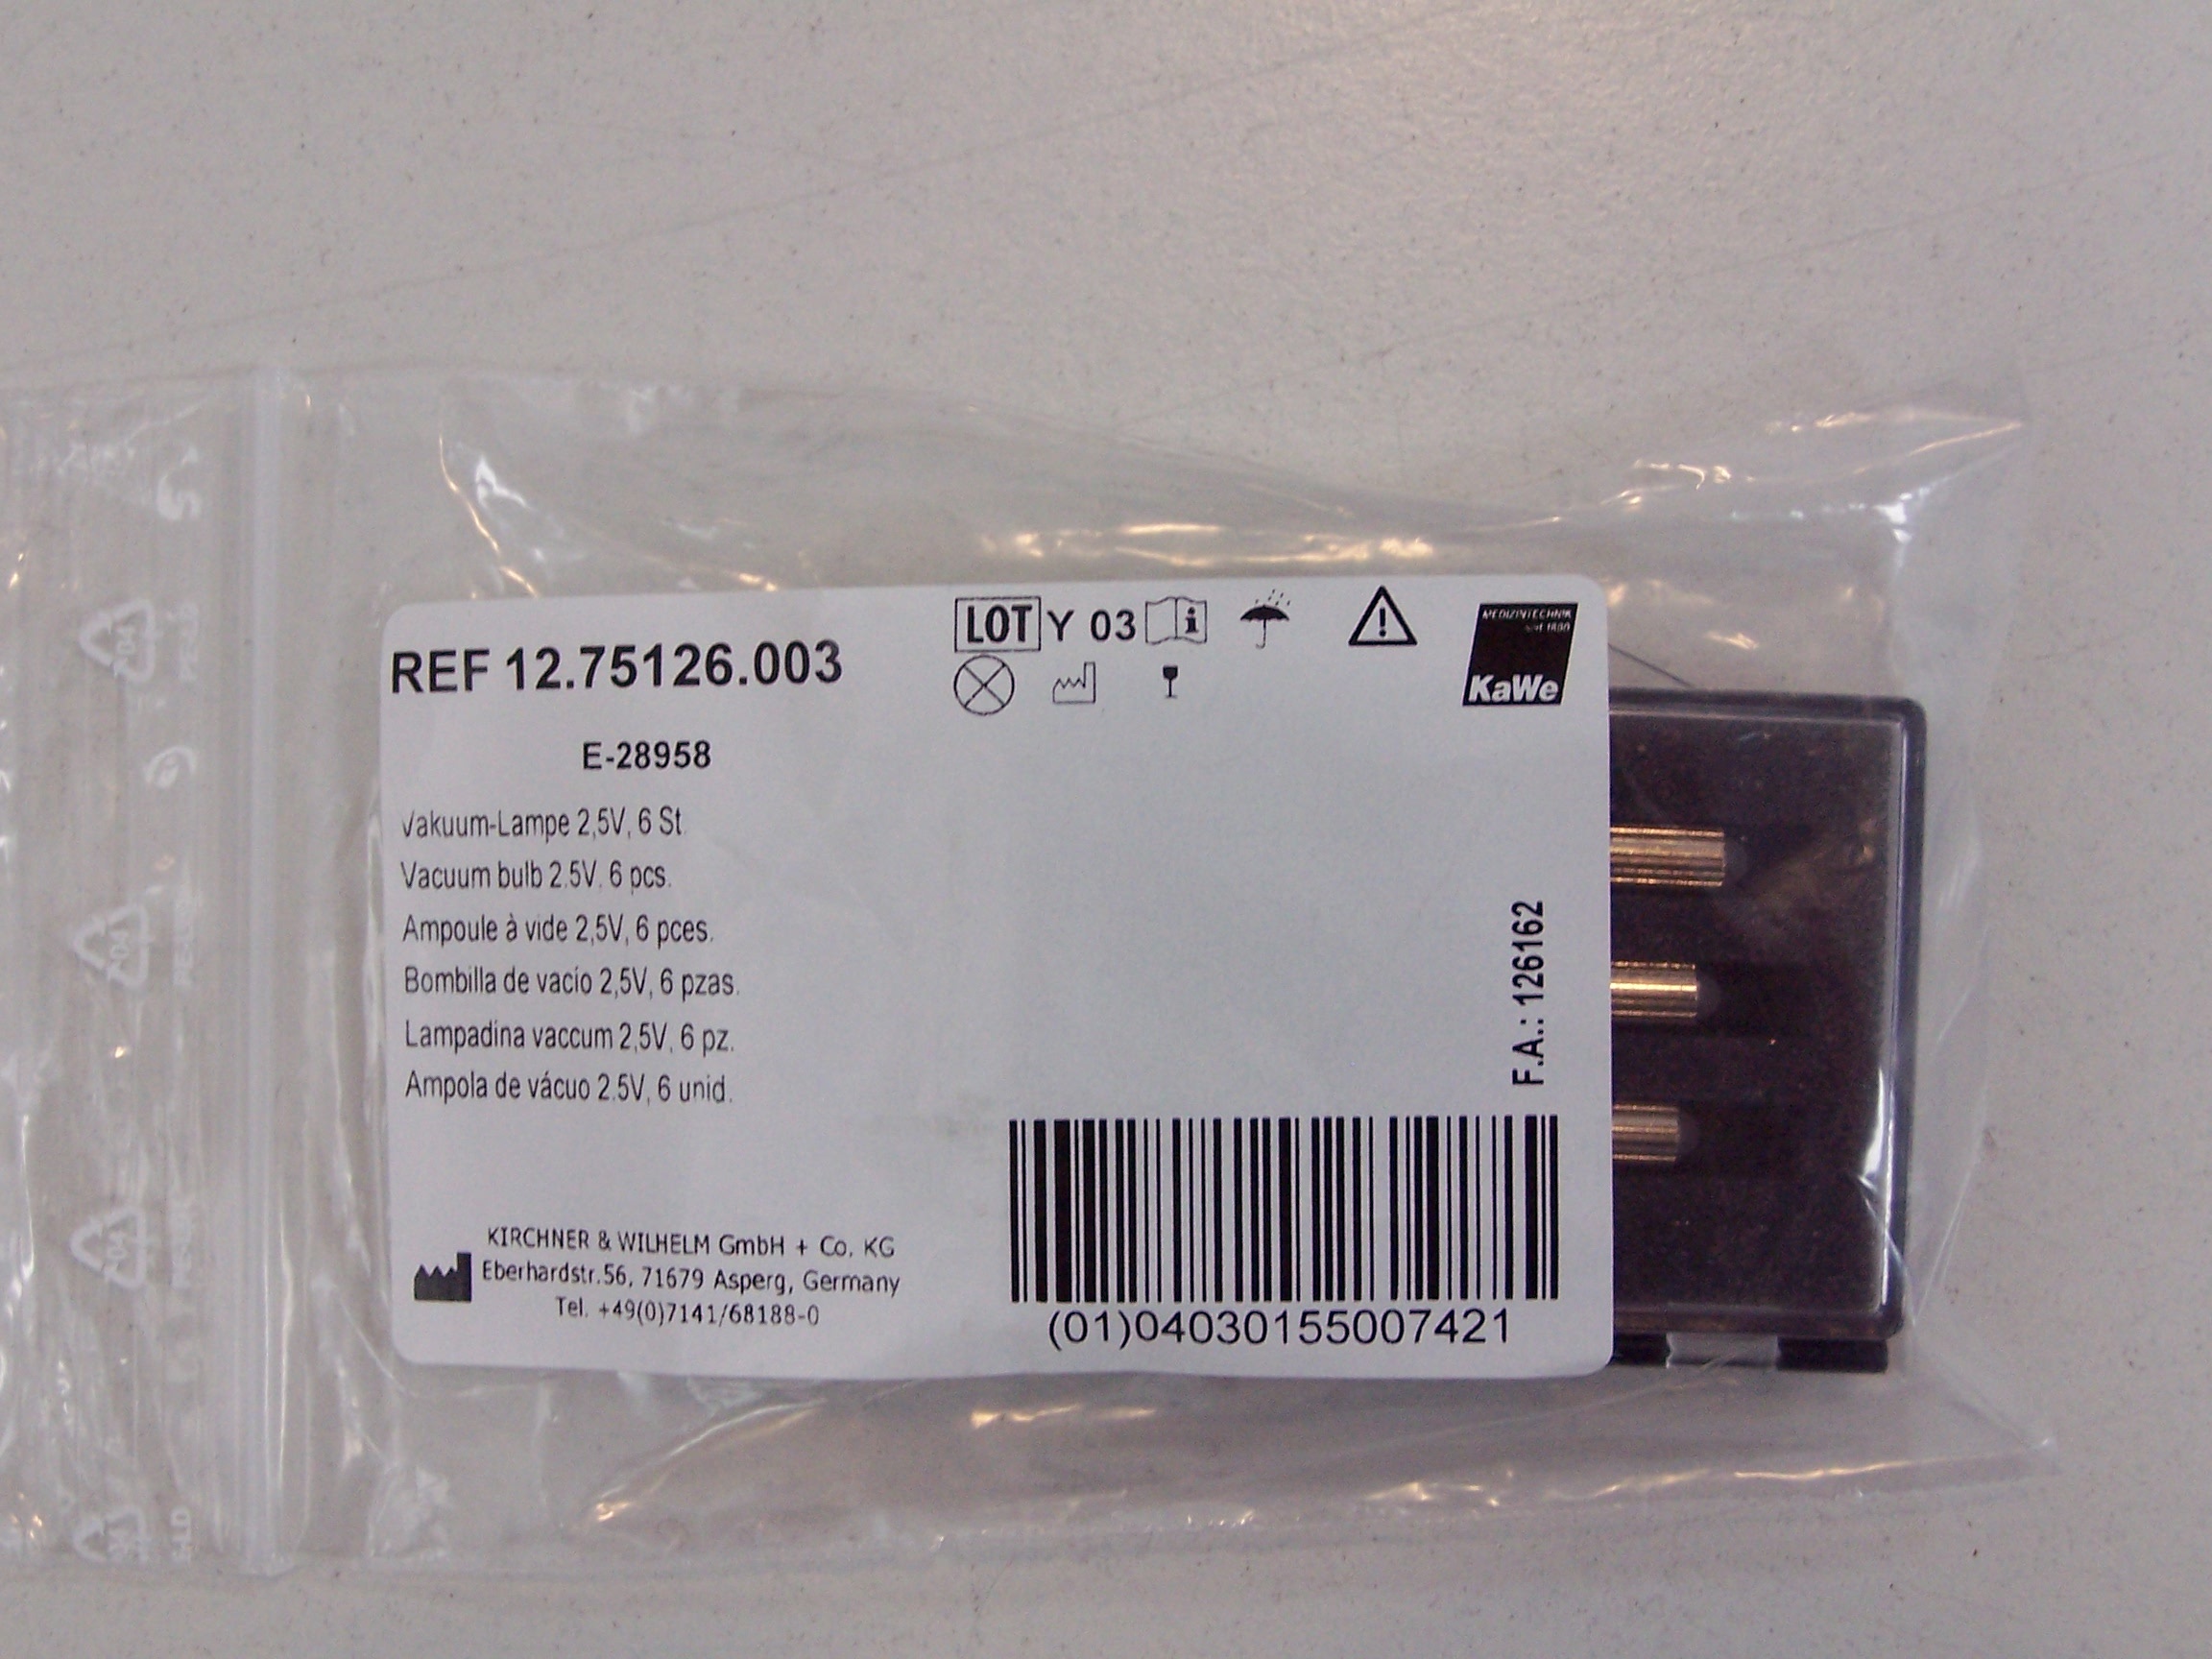 REF 12.75126.003
LOT Y 03
MEDIZINTECHNIK
seit 1890
KaWe
E-28958
Vakuum-Lampe 2,5V, 6 St
Vacuum bulb 2.5V. 6 pcs.
Ampoule à vide 2,5V, 6 pces.
Bombilla de vacío 2,5V, 6 pzas.
Lampadina vaccum 2,5V, 6 pz.
Ampola de vácuo 2.5V, 6 unid.
F.A.: 126162
KIRCHNER & WILHELM GmbH + Co. KG
Eberhardstr.56, 71679 Asperg, Germany
Tel. +49(0)7141/68188-0
(01)04030155007421